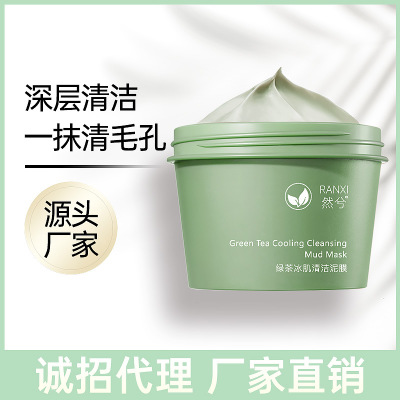 深层清洁
一抹清毛孔
源头
厂家
RANXI
然兮
Green Tea Cooling Cleansing
Mud Mask
绿茶冰肌清洁泥膜
诚招代理 厂家直销